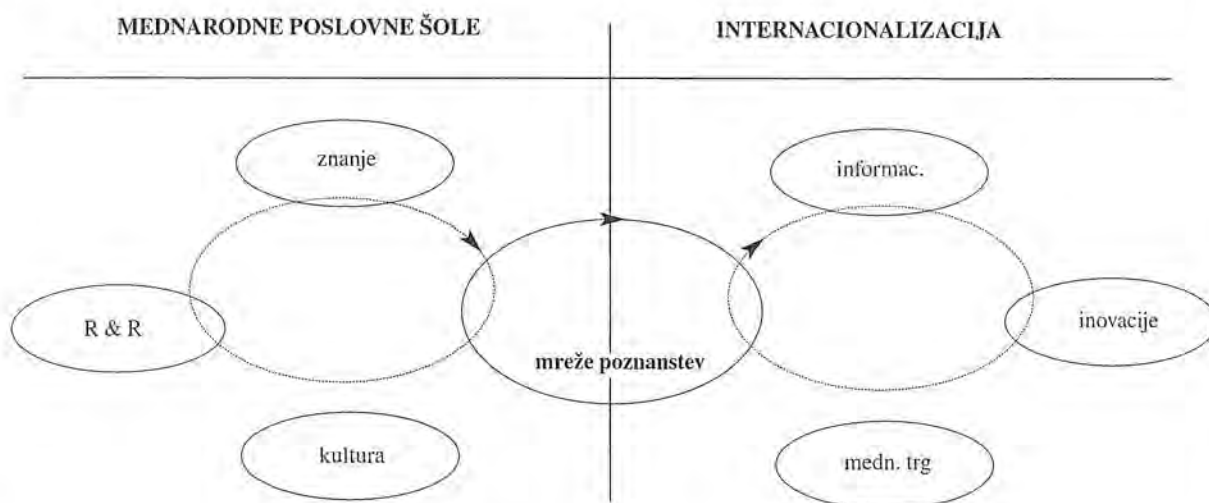 MEDNARODNE POSLOVNE ŠOLE
INTERNACIONALIZACIJA
znanje
informac.
R & R
inovacije
mreže poznanstev
kultura
medn. trg